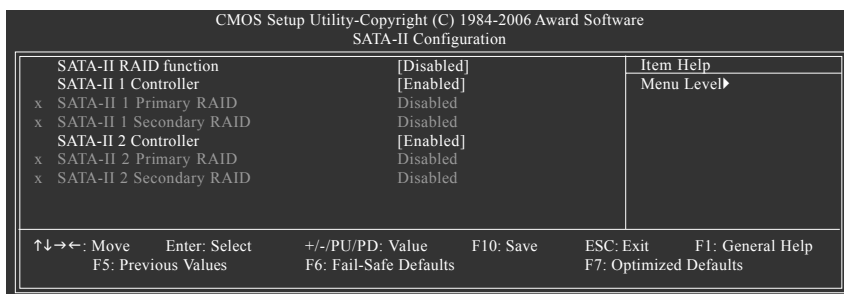 CMOS Setup Utility-Copyright (C) 1984-2006 Award Software
SATA-II Configuration
SATA-II RAID function [Disabled] Item Help
SATA-II 1 Controller [Enabled] Menu Level▶
x SATA-II 1 Primary RAID Disabled
x SATA-II 1 Secondary RAID Disabled
SATA-II 2 Controller [Enabled]
x SATA-II 2 Primary RAID Disabled
x SATA-II 2 Secondary RAID Disabled
↑↓→←: Move Enter: Select +/-/PU/PD: Value F10: Save ESC: Exit F1: General Help
F5: Previous Values F6: Fail-Safe Defaults F7: Optimized Defaults